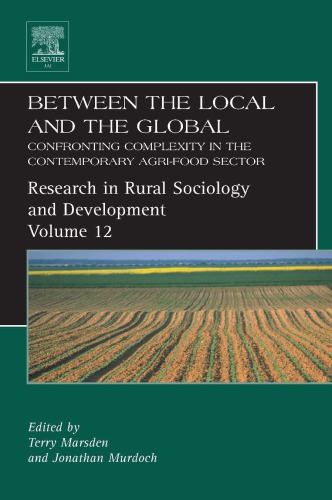 ELSEVIER
JAI
BETWEEN THE LOCAL
AND THE GLOBAL
CONFRONTING COMPLEXITY IN THE
CONTEMPORARY AGRI-FOOD SECTOR
Research in Rural Sociology
and Development
Volume 12
Edited by
Terry Marsden
and Jonathan Murdoch